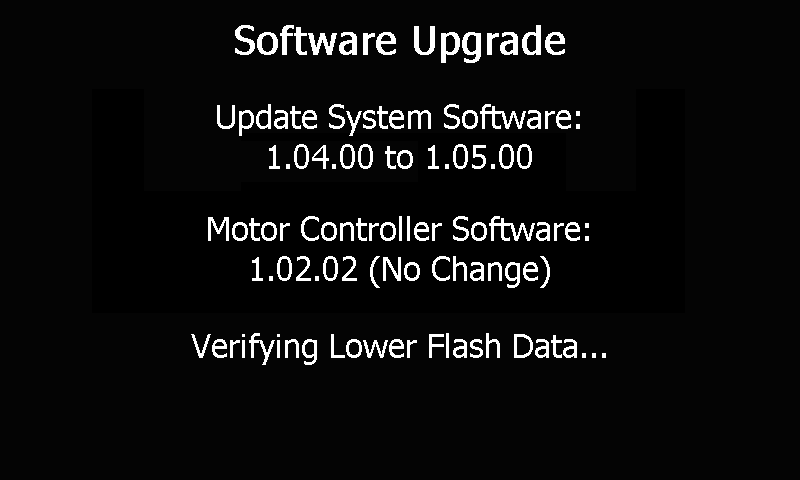 Software Upgrade
Update System Software:
1.04.00 to 1.05.00
Motor Controller Software:
1.02.02 (No Change)
Verifying Lower Flash Data...